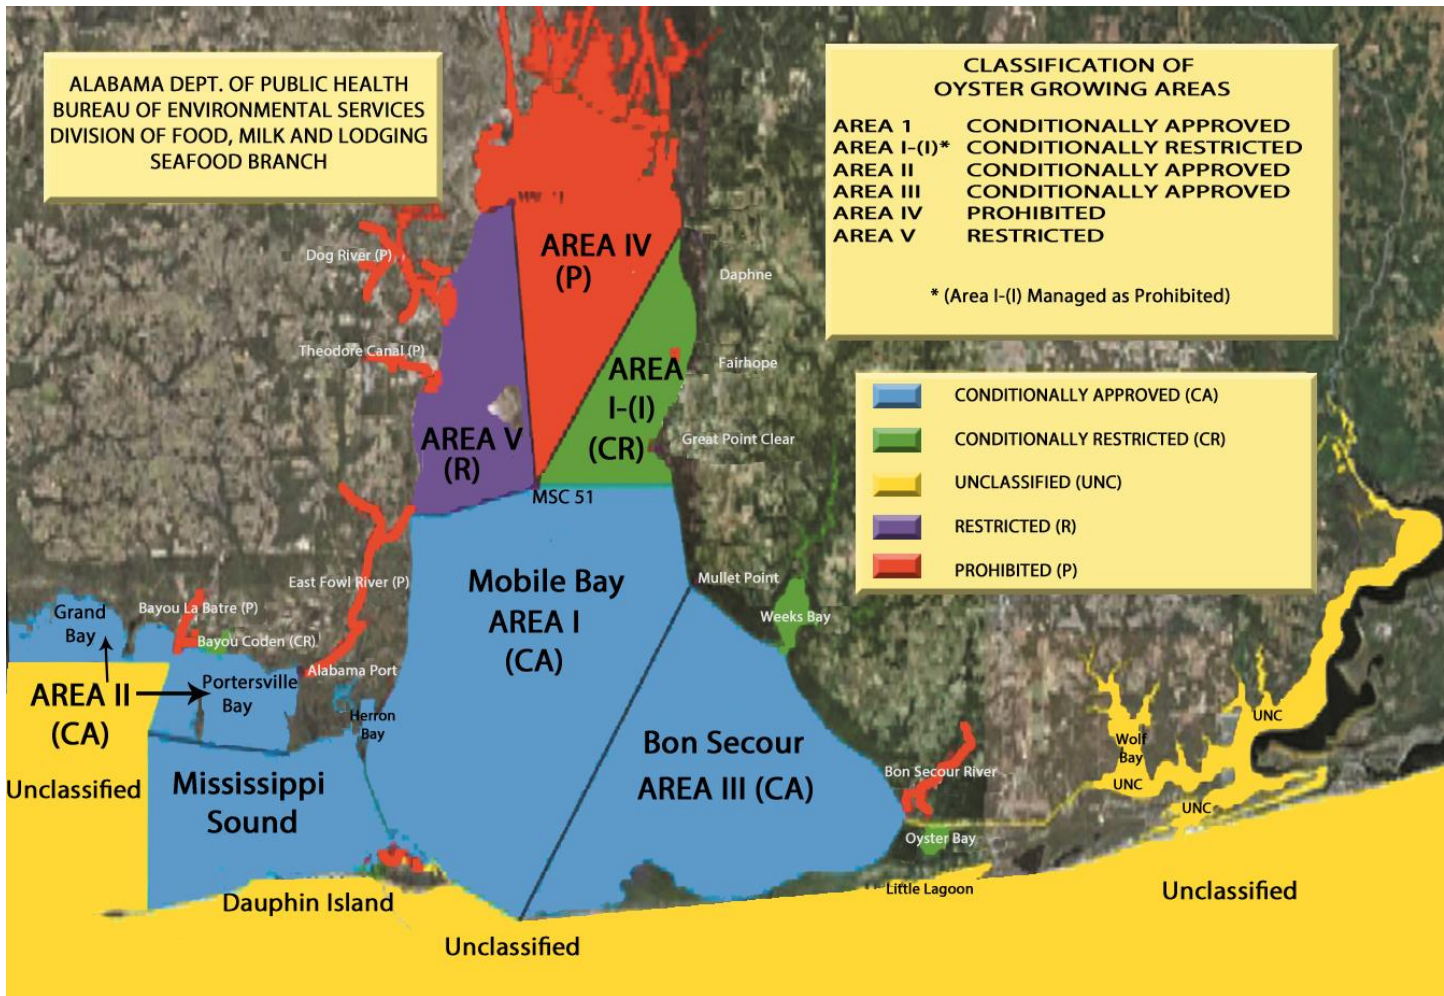 ALABAMA DEPT. OF PUBLIC HEALTH
BUREAU OF ENVIRONMENTAL SERVICES
DIVISION OF FOOD, MILK AND LODGING
SEAFOOD BRANCH
CLASSIFICATION OF
OYSTER GROWING AREAS
AREA 1 CONDITIONALLY APPROVED
AREA I-(I)* CONDITIONALLY RESTRICTED
AREA II CONDITIONALLY APPROVED
AREA III CONDITIONALLY APPROVED
AREA IV PROHIBITED
AREA V RESTRICTED
* (Area I-(I) Managed as Prohibited)
CONDITIONALLY APPROVED (CA)
CONDITIONALLY RESTRICTED (CR)
UNCLASSIFIED (UNC)
RESTRICTED (R)
PROHIBITED (P)
AREA IV
(P)
Dog River (P)
Daphne
Theodore Canal (P)
AREA
I-(I)
(CR)
Fairhope
AREA V
(R)
Great Point Clear
MSC 51
East Fowl River (P)
Mobile Bay
AREA I
(CA)
Mullet Point
Weeks Bay
Grand
Bay
Bayou La Batre (P)
Bayou Coden (CR)
Alabama Port
AREA II
(CA)
Portersville
Bay
Herron
Bay
Unclassified
Mississippi
Sound
Bon Secour
AREA III (CA)
Bon Secour River
Wolf
Bay
UNC
UNC
UNC
Oyster Bay
Little Lagoon
Dauphin Island
Unclassified
Unclassified